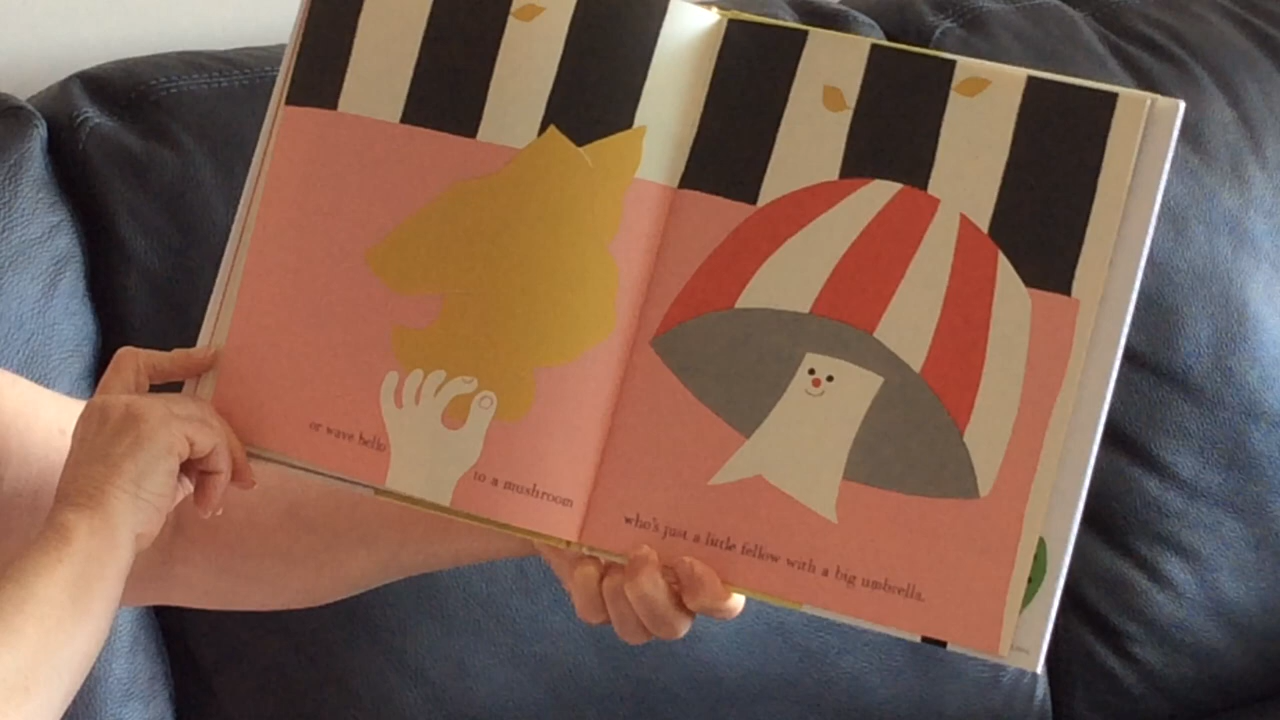 or wave hello
to a mushroom
who's just a little fellow with a big umbrella.